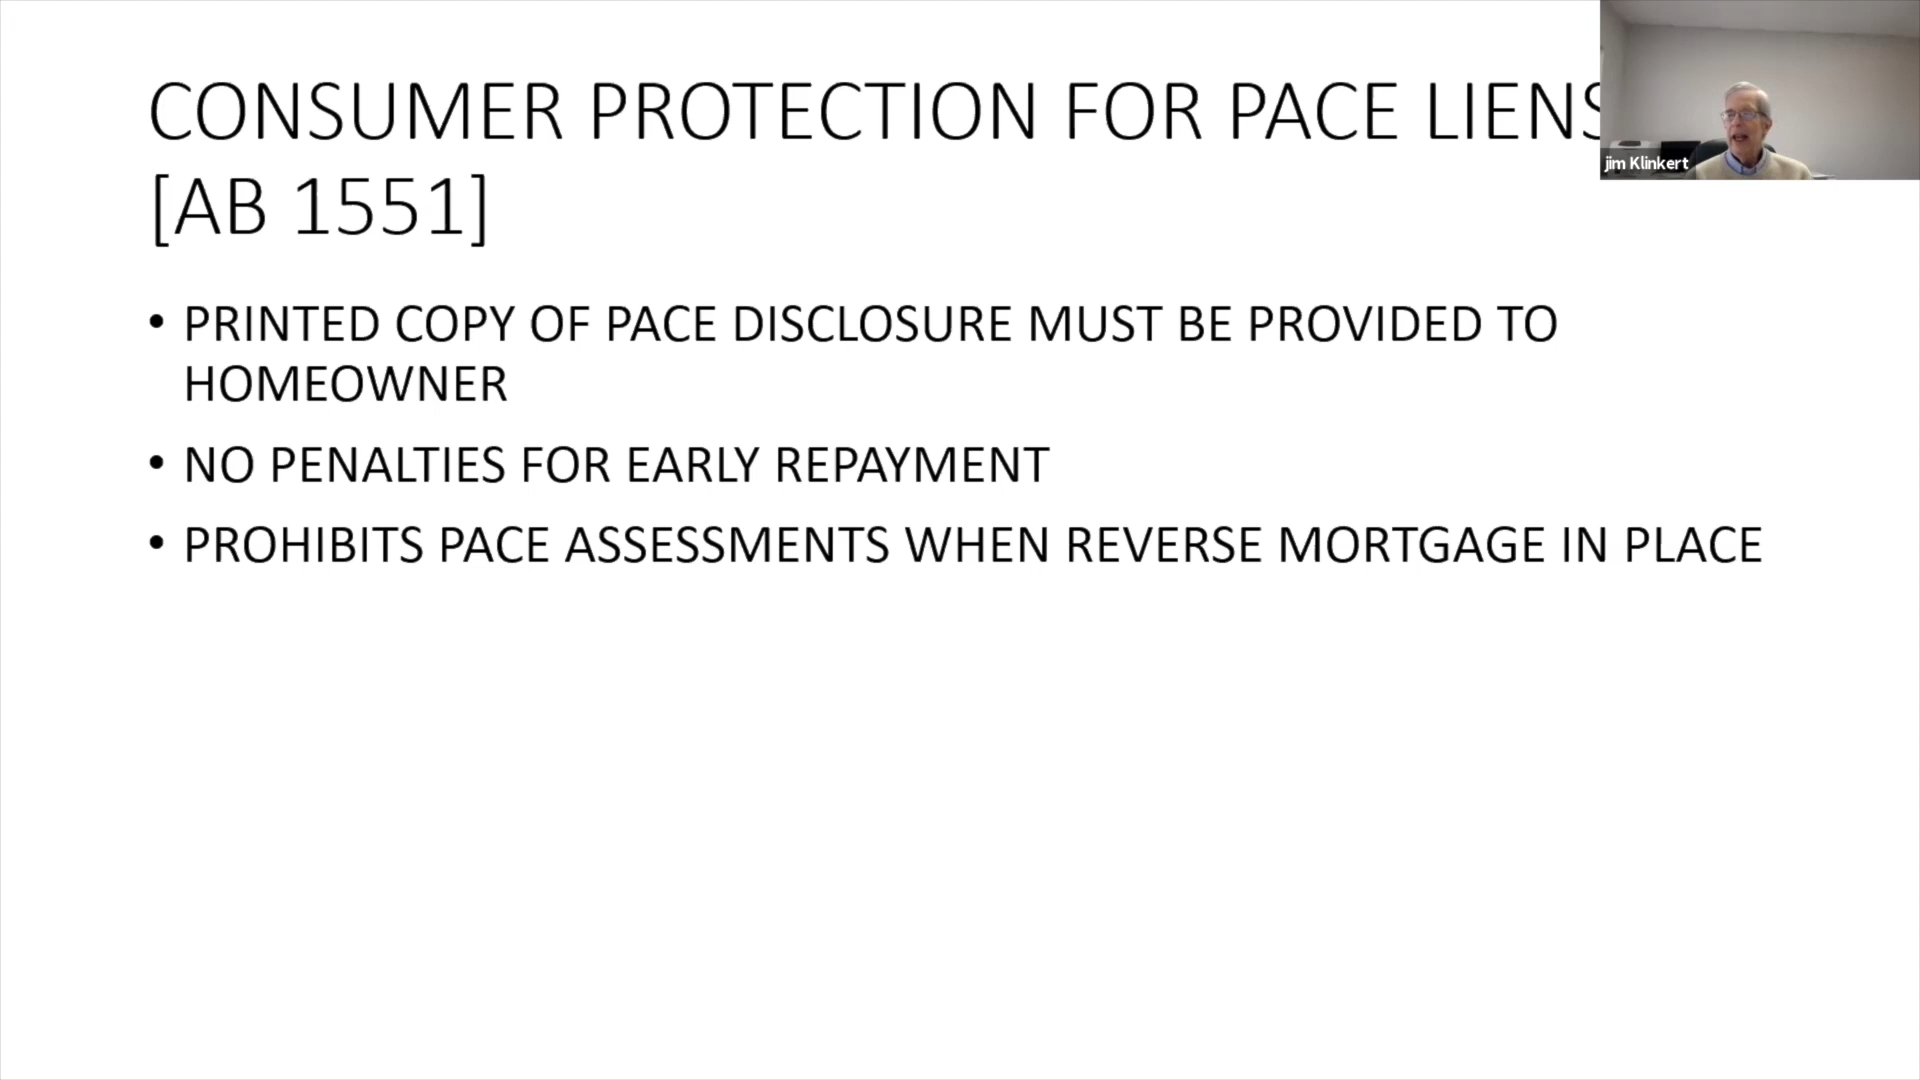 CONSUMER PROTECTION FOR PACE LIENS
[AB 1551]
jim Klinkert
• PRINTED COPY OF PACE DISCLOSURE MUST BE PROVIDED TO
HOMEOWNER
• NO PENALTIES FOR EARLY REPAYMENT
• PROHIBITS PACE ASSESSMENTS WHEN REVERSE MORTGAGE IN PLACE